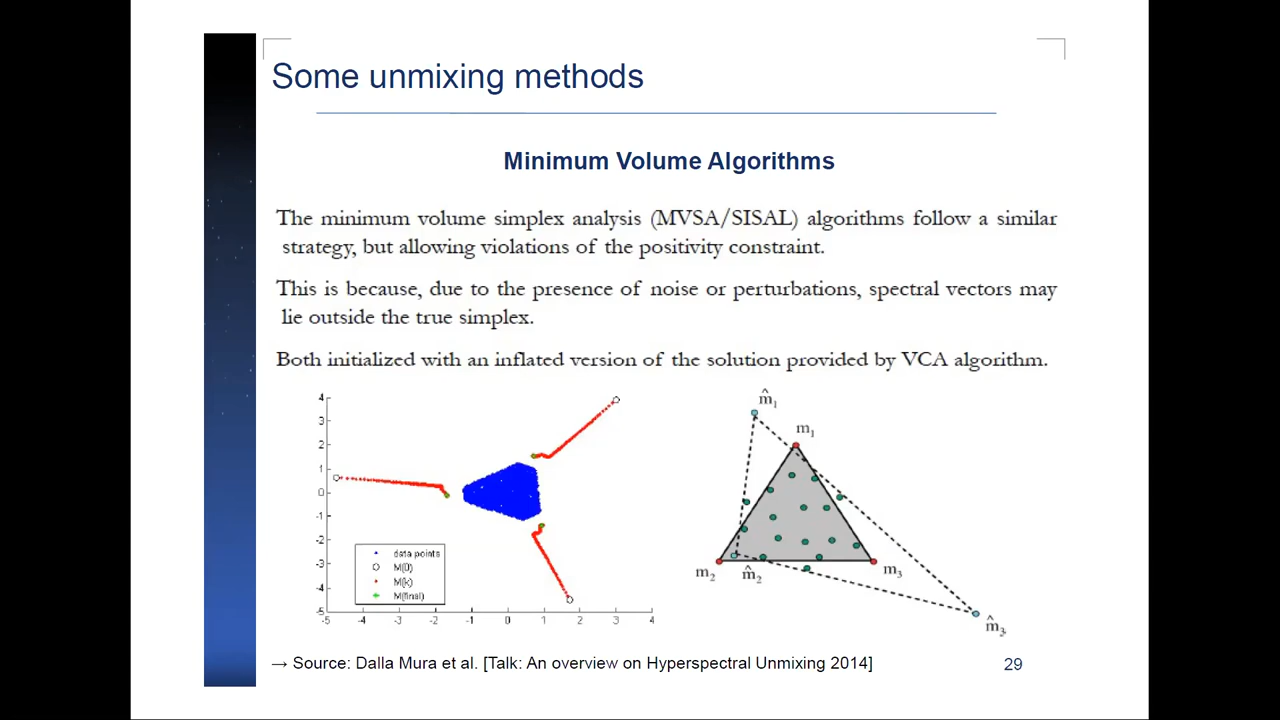 Some unmixing methods
Minimum Volume Algorithms
The minimum volume simplex analysis (MVSA/SISAL) algorithms follow a similar
strategy, but allowing violations of the positivity constraint.
This is because, due to the presence of noise or perturbations, spectral vectors may
lie outside the true simplex.
Both initialized with an inflated version of the solution provided by VCA algorithm.
4
3
2
1
0
-1
-2
-3
-4
-5
-5 -4 -3 -2 -1 0 1 2 3 4
data points
M(0)
M(k)
M(final)
m̂1
m1
m2
m̂2
m3
m̂3
→ Source: Dalla Mura et al. [Talk: An overview on Hyperspectral Unmixing 2014]
29